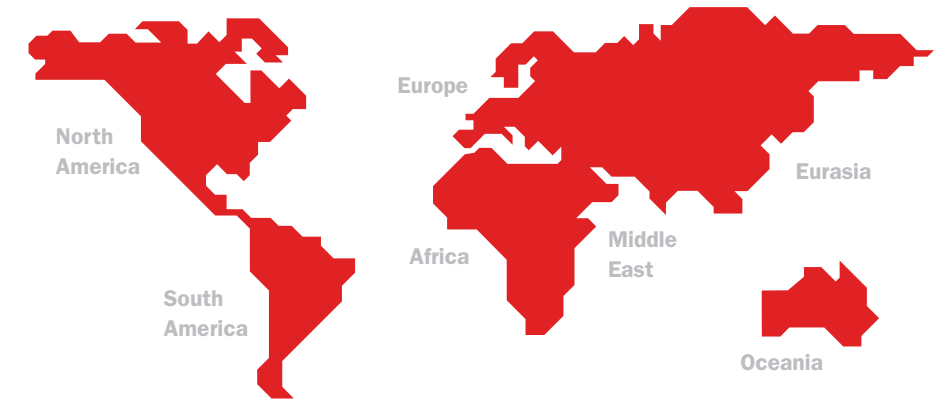 Europe
North
America
Eurasia
Africa
Middle
East
South
America
Oceania